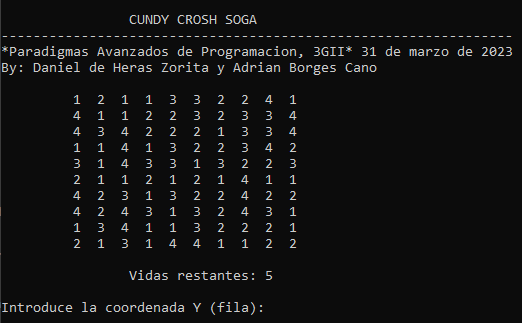 CUNDY CROSH SOGA
-----------------------------------------------------------------
*Paradigmas Avanzados de Programacion, 3GII* 31 de marzo de 2023
By: Daniel de Heras Zorita y Adrian Borges Cano
1 2 1 1 3 3 2 2 4 1
4 1 1 2 2 3 2 3 3 4
4 3 4 2 2 2 1 3 3 4
1 1 4 1 3 2 2 3 4 2
3 1 4 3 3 1 3 2 2 3
2 1 1 2 1 2 1 4 1 1
4 2 3 1 3 2 2 4 2 2
4 2 4 3 1 3 2 4 3 1
1 3 4 1 1 3 2 2 2 1
2 1 3 1 4 4 1 1 2 2
Vidas restantes: 5
Introduce la coordenada Y (fila):